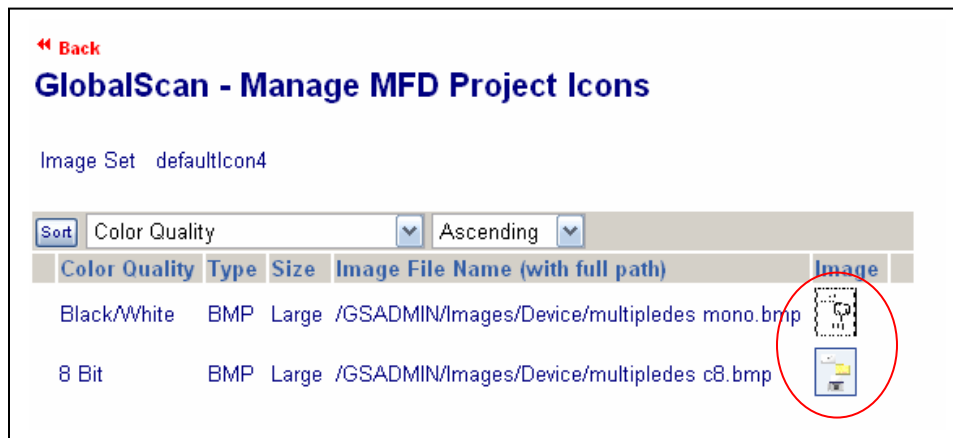 Back
GlobalScan - Manage MFD Project Icons
Image Set defaultIcon4
Sort Color Quality Ascending
Color Quality Type Size Image File Name (with full path) Image
Black/White BMP Large /GSADMIN/Images/Device/multipledes mono.bmp
8 Bit BMP Large /GSADMIN/Images/Device/multipledes c8.bmp